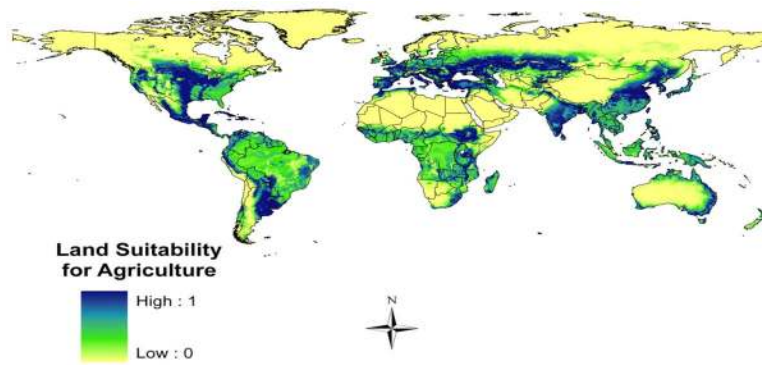 Land Suitability
for Agriculture
High : 1
Low : 0
N